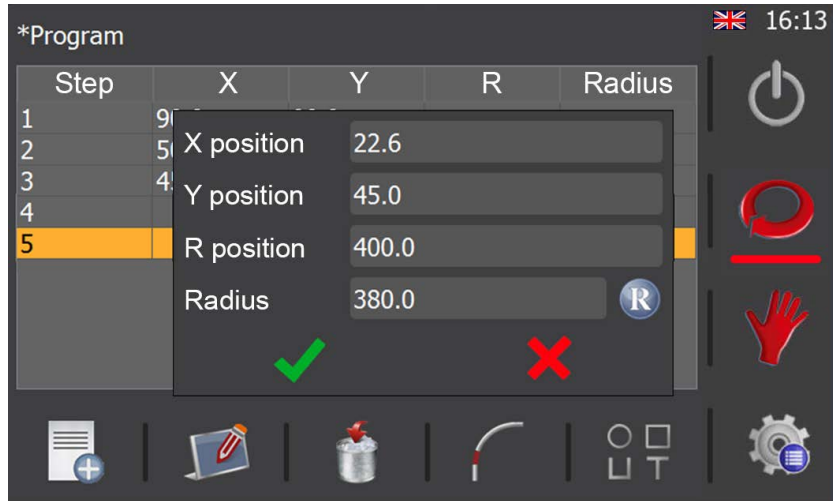 *Program
16:13
Step X Y R Radius
1
2
3
4
5
X position 22.6
Y position 45.0
R position 400.0
Radius 380.0 R